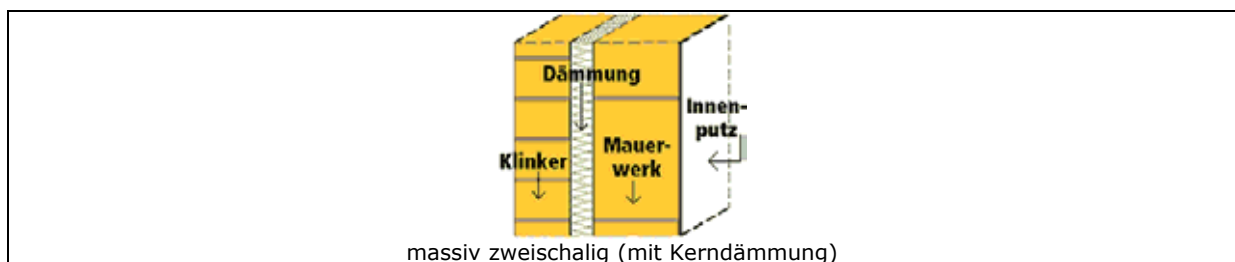 Dämmung
Innen-
putz
Klinker
Mauer-
werk
massiv zweischalig (mit Kerndämmung)